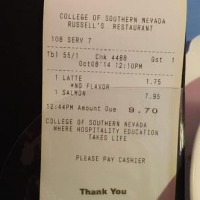 COLLEGE OF SOUTHERN NEVADA
RUSSELL'S RESTAURANT
108 SERV 7
Tbl 55/1 Chk 4488 Gst 1
Oct08'14 12:10PM
1 LATTE 1.75
*NO FLAVOR
1 SALMON 7.95
12:44PM Amount Due 9.70
COLLEGE OF SOUTHERN NEVADA
WHERE HOSPITALITY EDUCATION
TAKES LIFE
PLEASE PAY CASHIER
Thank You